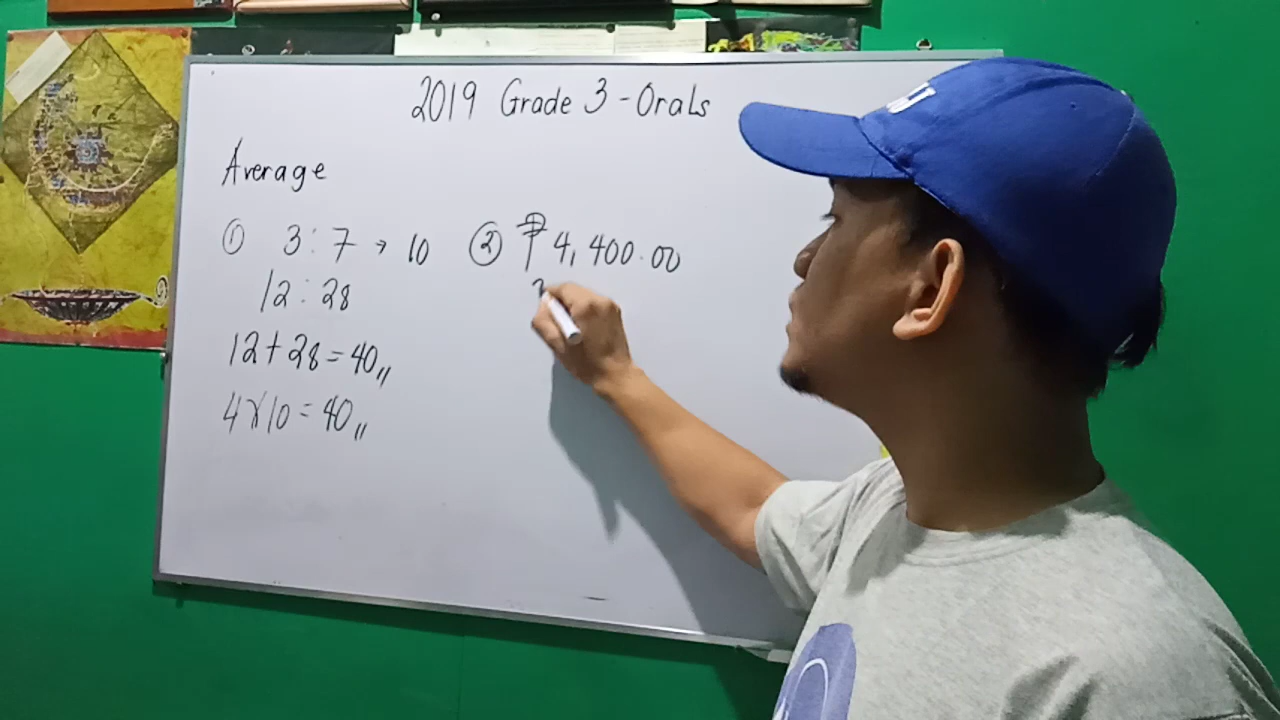 2019 Grade 3 - Orals
Average
① 3 : 7 → 10
12 : 28
12 + 28 = 40,,
4 x 10 = 40,,
② ₱4,400.00